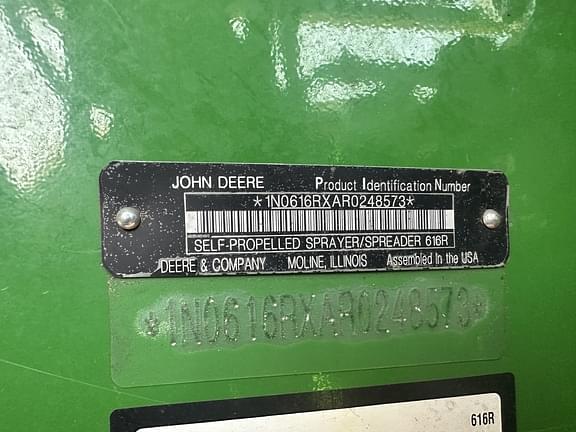 JOHN DEERE Product Identification Number
*1N0616RXAR0248573*
SELF-PROPELLED SPRAYER/SPREADER 616R
DEERE & COMPANY MOLINE, ILLINOIS Assembled in the USA
*1N0616RXAR0248573*
616R